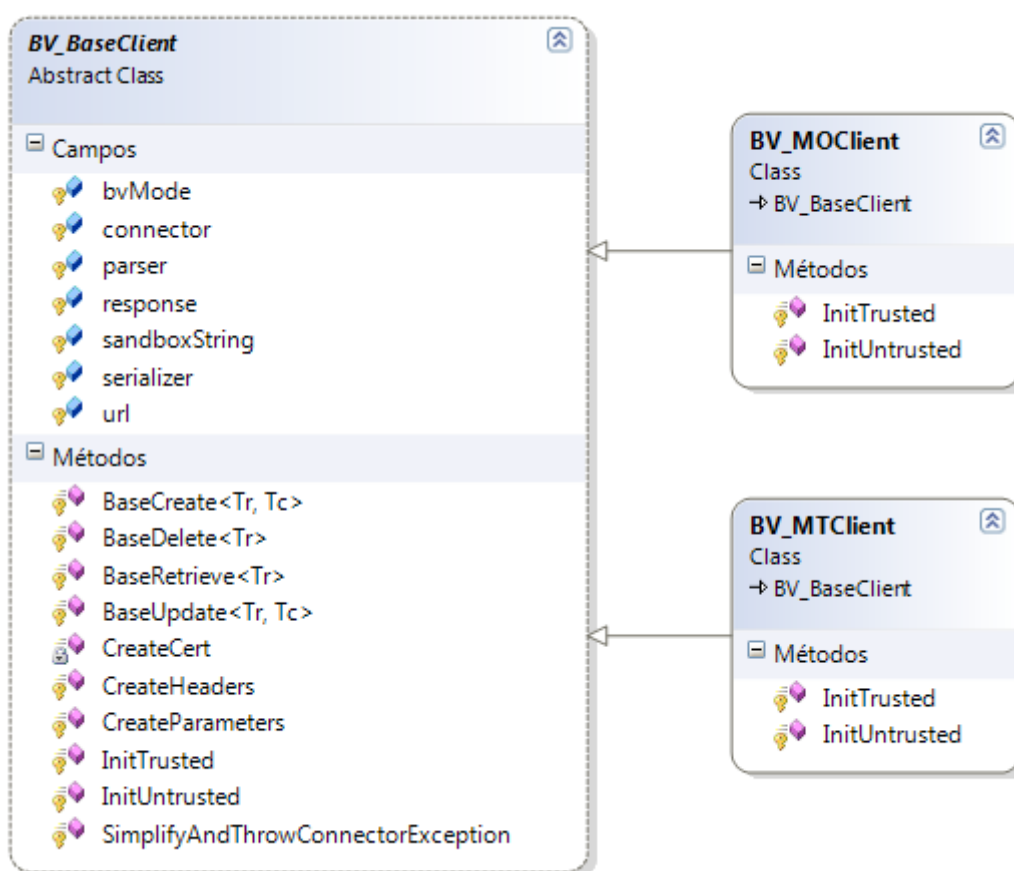 BV_BaseClient
Abstract Class
Campos
bvMode
connector
parser
response
sandboxString
serializer
url
Métodos
BaseCreate<Tr, Tc>
BaseDelete<Tr>
BaseRetrieve<Tr>
BaseUpdate<Tr, Tc>
CreateCert
CreateHeaders
CreateParameters
InitTrusted
InitUntrusted
SimplifyAndThrowConnectorException
BV_MOClient
Class
BV_BaseClient
Métodos
InitTrusted
InitUntrusted
BV_MTClient
Class
BV_BaseClient
Métodos
InitTrusted
InitUntrusted